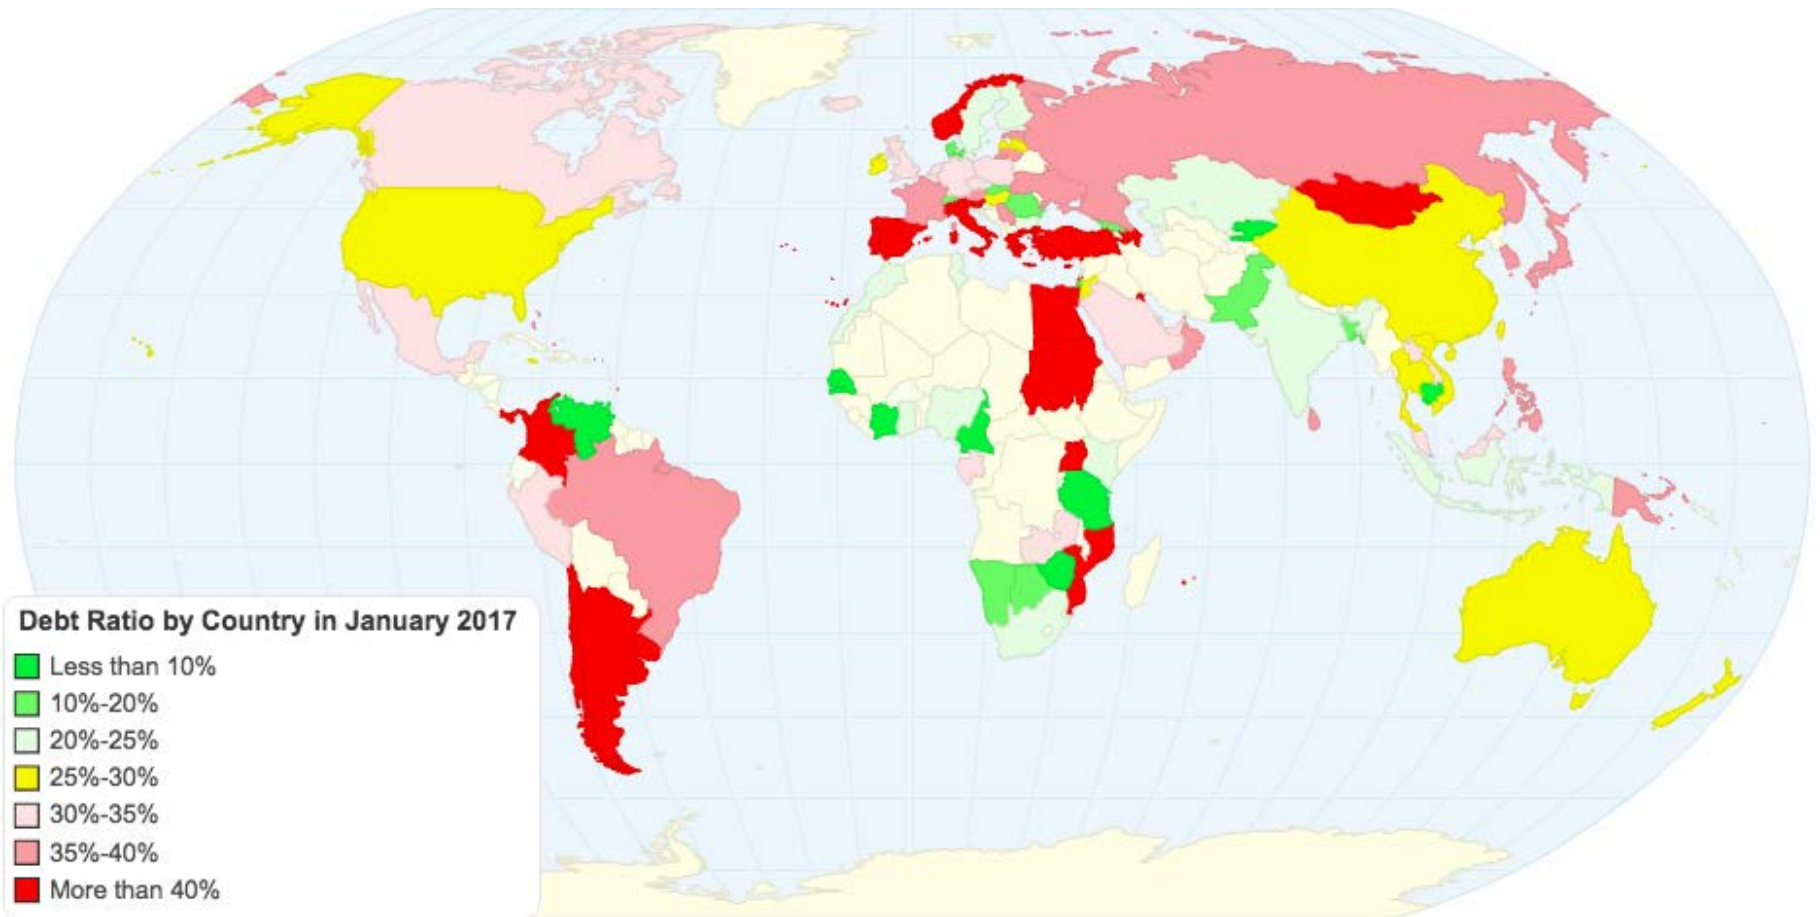 Debt Ratio by Country in January 2017
Less than 10%
10%-20%
20%-25%
25%-30%
30%-35%
35%-40%
More than 40%